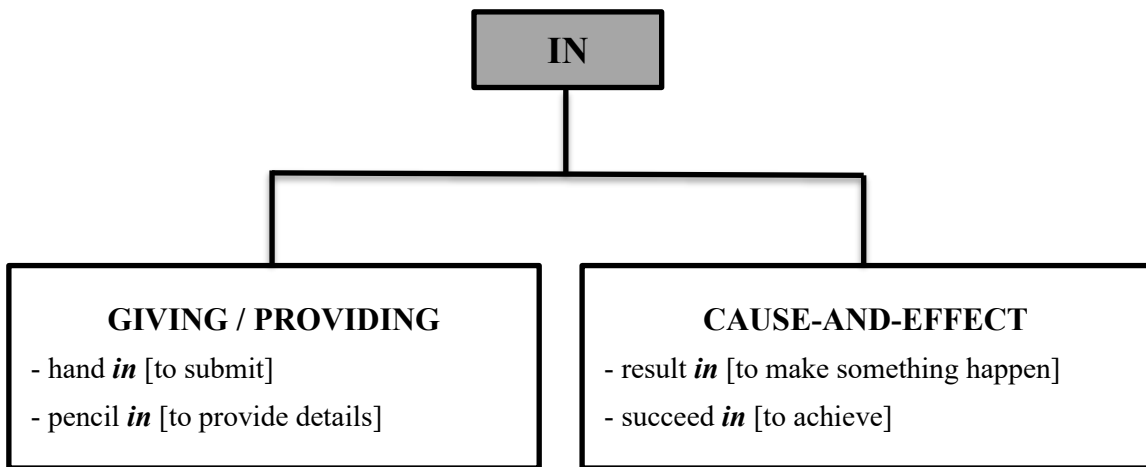 IN
GIVING / PROVIDING
- hand in [to submit]
- pencil in [to provide details]
CAUSE-AND-EFFECT
- result in [to make something happen]
- succeed in [to achieve]